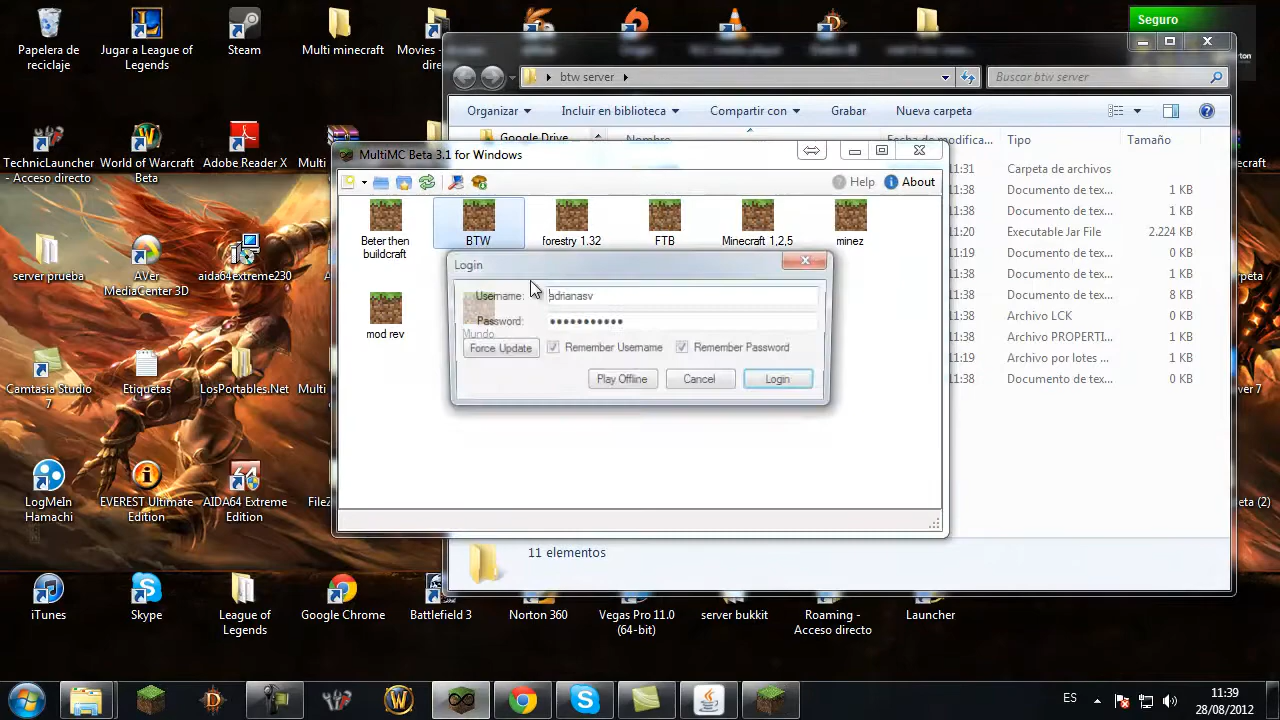 Papelera de
reciclaje
Jugar a League of
Legends
Steam
Multi minecraft
Movies -
dire
Seguro
TechnicLauncher
- Acceso directo
World of Warcraft
Beta
Adobe Reader X
Multi
server prueba
AVer
MediaCenter 3D
aida64extreme230
Camtasia Studio
7
Etiquetas
LosPortables.Net
Multi
LogMeIn
Hamachi
EVEREST Ultimate
Edition
AIDA64 Extreme
Edition
FileZ
iTunes
Skype
League of
Legends
Google Chrome
Battlefield 3
Norton 360
Vegas Pro 11.0
(64-bit)
server bukkit
Roaming -
Acceso directo
Launcher
btw server
Buscar btw server
Organizar
Incluir en biblioteca
Compartir con
Grabar
Nueva carpeta
Google Drive
Nombre
Fecha de modifica...
Tipo
Tamaño
11:31 Carpeta de archivos
11:38 Documento de tex... 1 KB
11:38 Documento de tex... 1 KB
11:20 Executable Jar File 2.224 KB
11:38 Documento de tex... 1 KB
11:38 Documento de tex... 1 KB
11:38 Documento de tex... 8 KB
11:38 Archivo LCK 0 KB
11:38 Archivo PROPERTI... 1 KB
11:19 Archivo por lotes ... 1 KB
11:38 Documento de tex... 0 KB
11 elementos
MultiMC Beta 3.1 for Windows
Help
About
Beter then
buildcraft
BTW
forestry 1.32
FTB
Minecraft 1,2,5
minez
mod rev
Mundo
Login
Username: adrianasv
Password: ●●●●●●●●●●●
Force Update
Remember Username
Remember Password
Play Offline
Cancel
Login
ES
11:39
28/08/2012